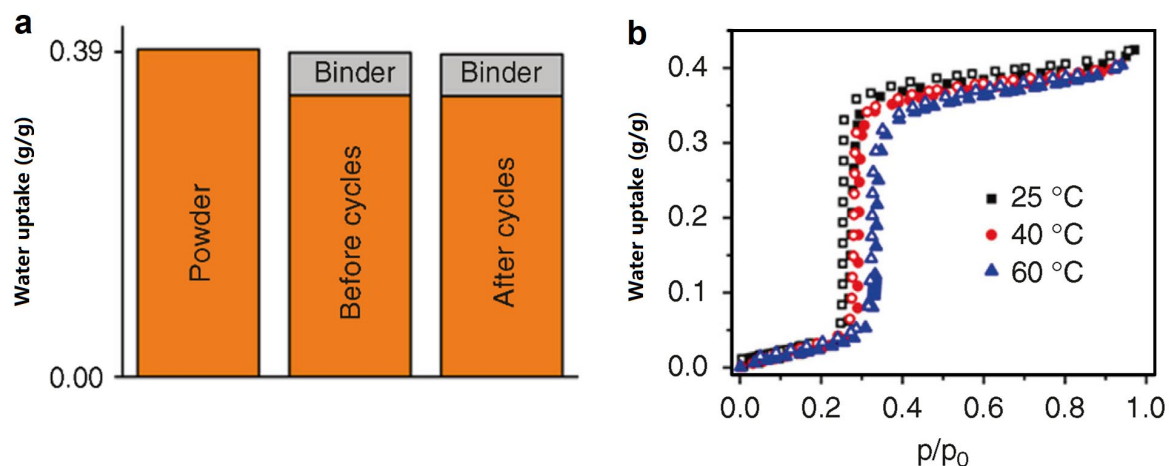 a
Water uptake (g/g)
0.39
0.00
Powder
Binder
Before cycles
Binder
After cycles
b
Water uptake (g/g)
0.4
0.3
0.2
0.1
0.0
25 °C
40 °C
60 °C
0.0 0.2 0.4 0.6 0.8 1.0
p/p0